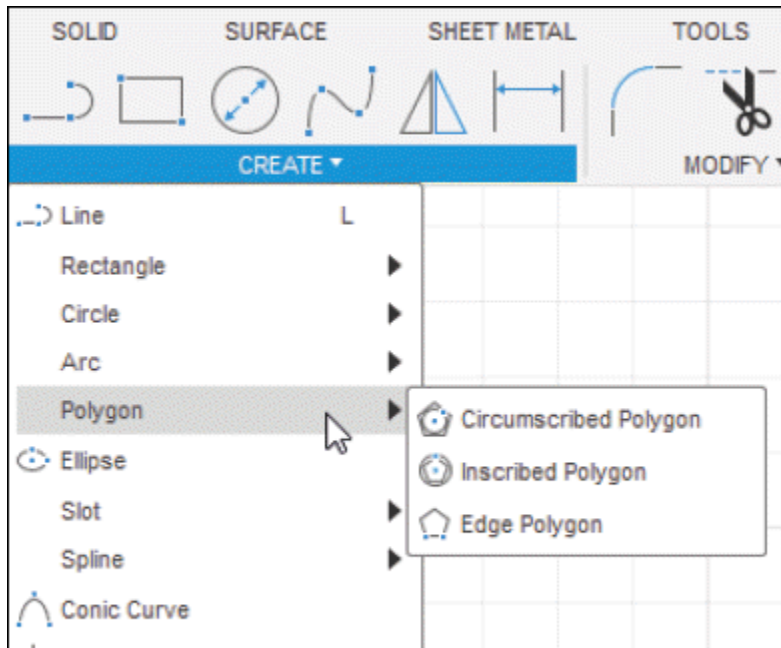 SOLID SURFACE SHEET METAL TOOLS
CREATE MODIFY
Line L
Rectangle
Circle
Arc
Polygon
Circumscribed Polygon
Inscribed Polygon
Edge Polygon
Ellipse
Slot
Spline
Conic Curve